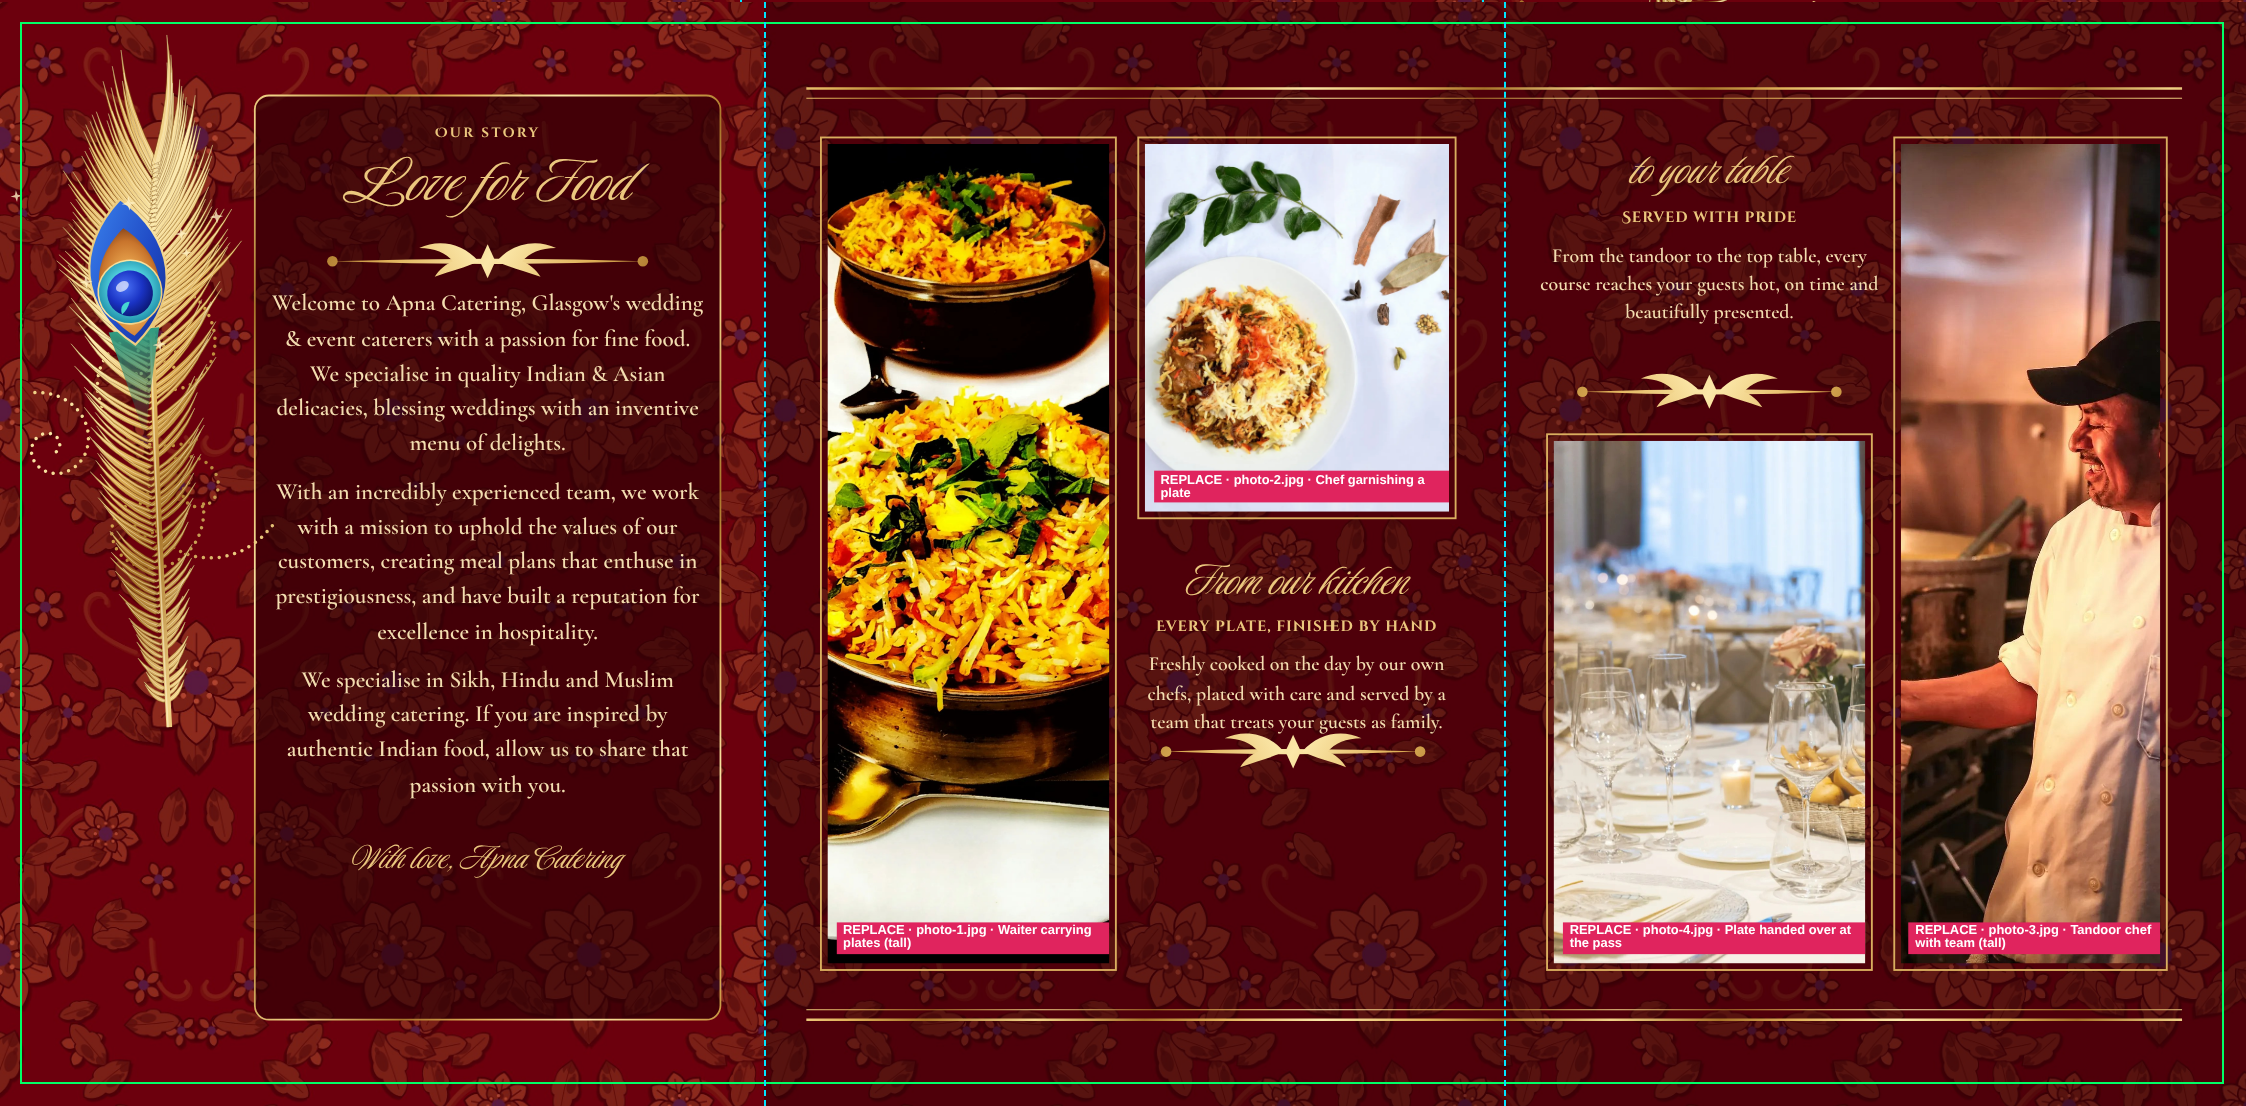 OUR STORY
Love for Food
Welcome to Apna Catering, Glasgow's wedding
& event caterers with a passion for fine food.
We specialise in quality Indian & Asian
delicacies, blessing weddings with an inventive
menu of delights.
With an incredibly experienced team, we work
with a mission to uphold the values of our
customers, creating meal plans that enthuse in
prestigiousness, and have built a reputation for
excellence in hospitality.
We specialise in Sikh, Hindu and Muslim
wedding catering. If you are inspired by
authentic Indian food, allow us to share that
passion with you.
With love, Apna Catering
REPLACE · photo-1.jpg · Waiter carrying
plates (tall)
REPLACE · photo-2.jpg · Chef garnishing a
plate
From our kitchen
EVERY PLATE, FINISHED BY HAND
Freshly cooked on the day by our own
chefs, plated with care and served by a
team that treats your guests as family.
to your table
SERVED WITH PRIDE
From the tandoor to the top table, every
course reaches your guests hot, on time and
beautifully presented.
REPLACE · photo-4.jpg · Plate handed over at
the pass
REPLACE · photo-3.jpg · Tandoor chef
with team (tall)